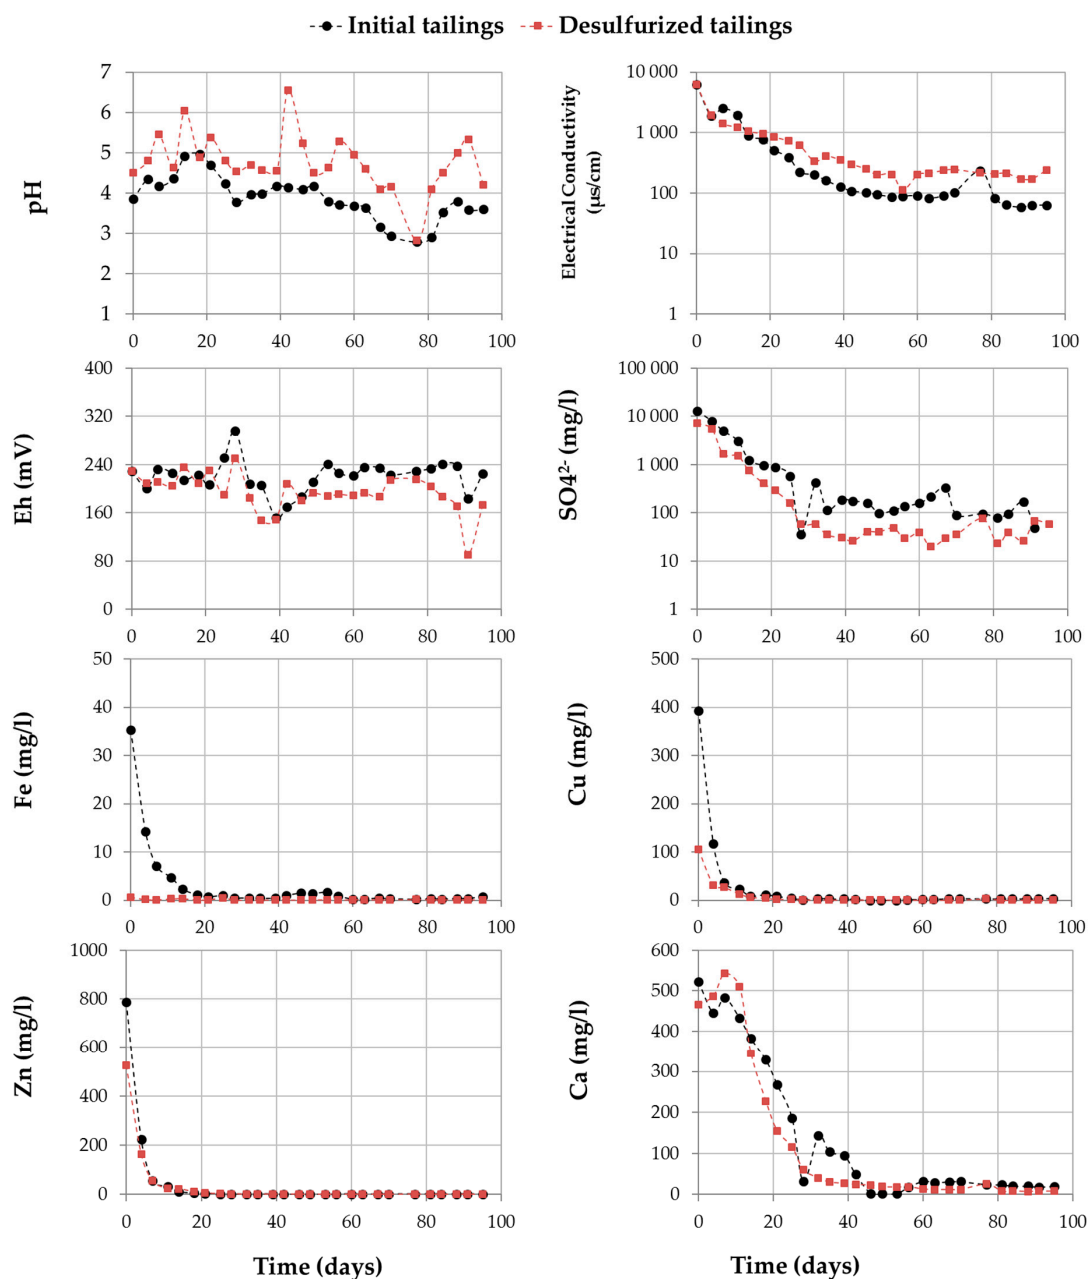 Initial tailings Desulfurized tailings
pH
7
6
5
4
3
2
1
0 20 40 60 80 100
Electrical Conductivity
(µs/cm)
10 000
1 000
100
10
1
0 20 40 60 80 100
Eh (mV)
400
320
240
160
80
0
0 20 40 60 80 100
SO4²⁻ (mg/l)
100 000
10 000
1 000
100
10
1
0 20 40 60 80 100
Fe (mg/l)
50
40
30
20
10
0
0 20 40 60 80 100
Cu (mg/l)
500
400
300
200
100
0
0 20 40 60 80 100
Zn (mg/l)
1000
800
600
400
200
0
0 20 40 60 80 100
Ca (mg/l)
600
500
400
300
200
100
0
0 20 40 60 80 100
Time (days) Time (days)